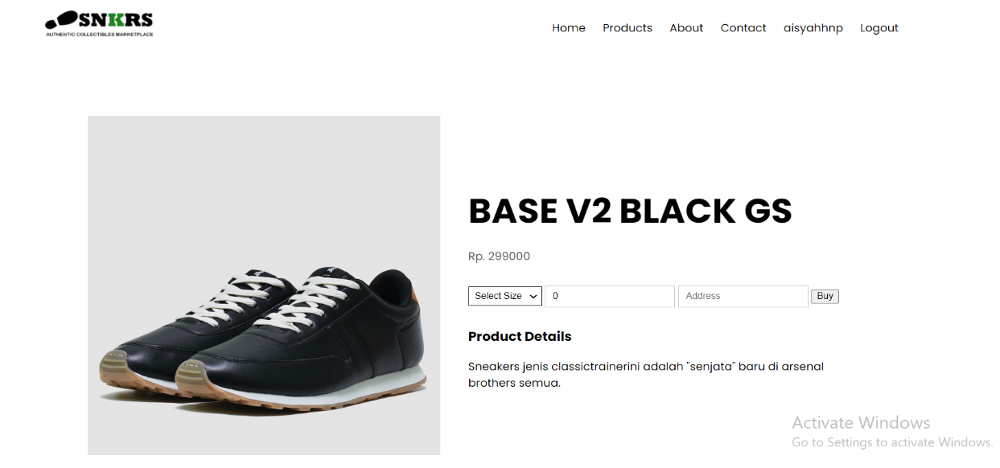 SNKRS
AUTHENTIC COLLECTIBLES MARKETPLACE
Home Products About Contact aisyahhnp Logout
BASE V2 BLACK GS
Rp. 299000
Select Size 0 Address Buy
Product Details
Sneakers jenis classictrainerini adalah "senjata" baru di arsenal
brothers semua.
Activate Windows
Go to Settings to activate Windows.